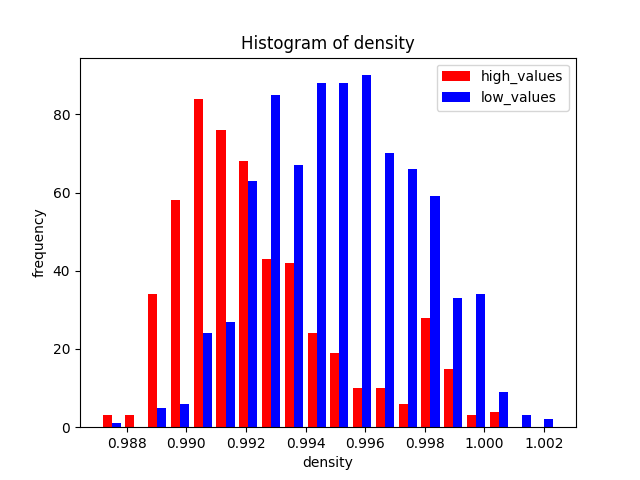 Histogram of density
high_values
low_values
frequency
80
60
40
20
0
0.988 0.990 0.992 0.994 0.996 0.998 1.000 1.002
density